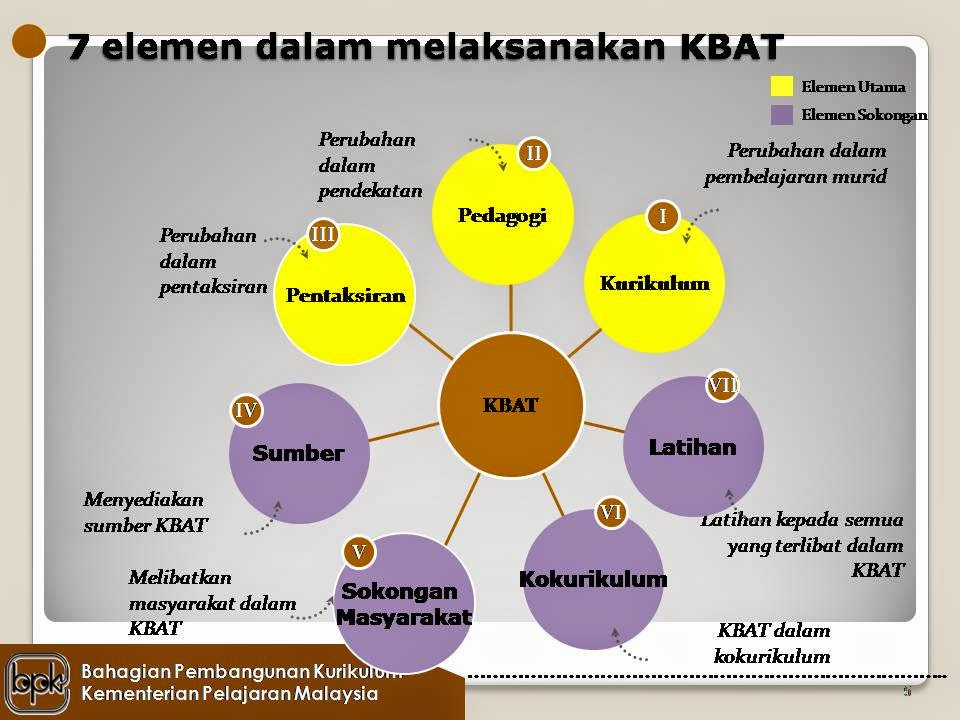 7 elemen dalam melaksanakan KBAT
Elemen Utama
Elemen Sokongan
Perubahan dalam
pembelajaran murid
I
Kurikulum
Perubahan
dalam
pendekatan
II
Pedagogi
Perubahan
dalam
pentaksiran
III
Pentaksiran
KBAT
IV
Sumber
Menyediakan
sumber KBAT
V
Sokongan
Masyarakat
Melibatkan
masyarakat dalam
KBAT
VI
Kokurikulum
KBAT dalam
kokurikulum
VII
Latihan
Latihan kepada semua
yang terlibat dalam
KBAT
bpk
Bahagian Pembangunan Kurikulum
Kementerian Pelajaran Malaysia